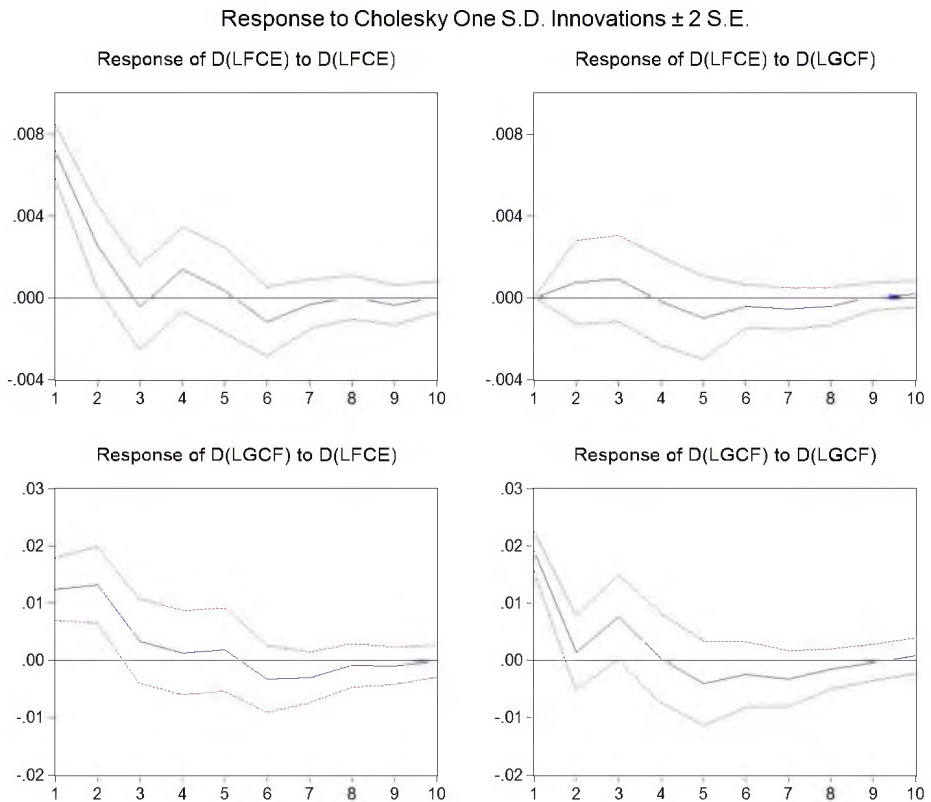 Response to Cholesky One S.D. Innovations ± 2 S.E.
Response of D(LFCE) to D(LFCE)
Response of D(LFCE) to D(LGCF)
.008
.004
.000
-.004
1 2 3 4 5 6 7 8 9 10
.008
.004
.000
-.004
1 2 3 4 5 6 7 8 9 10
Response of D(LGCF) to D(LFCE)
Response of D(LGCF) to D(LGCF)
.03
.02
.01
.00
-.01
-.02
1 2 3 4 5 6 7 8 9 10
.03
.02
.01
.00
-.01
-.02
1 2 3 4 5 6 7 8 9 10